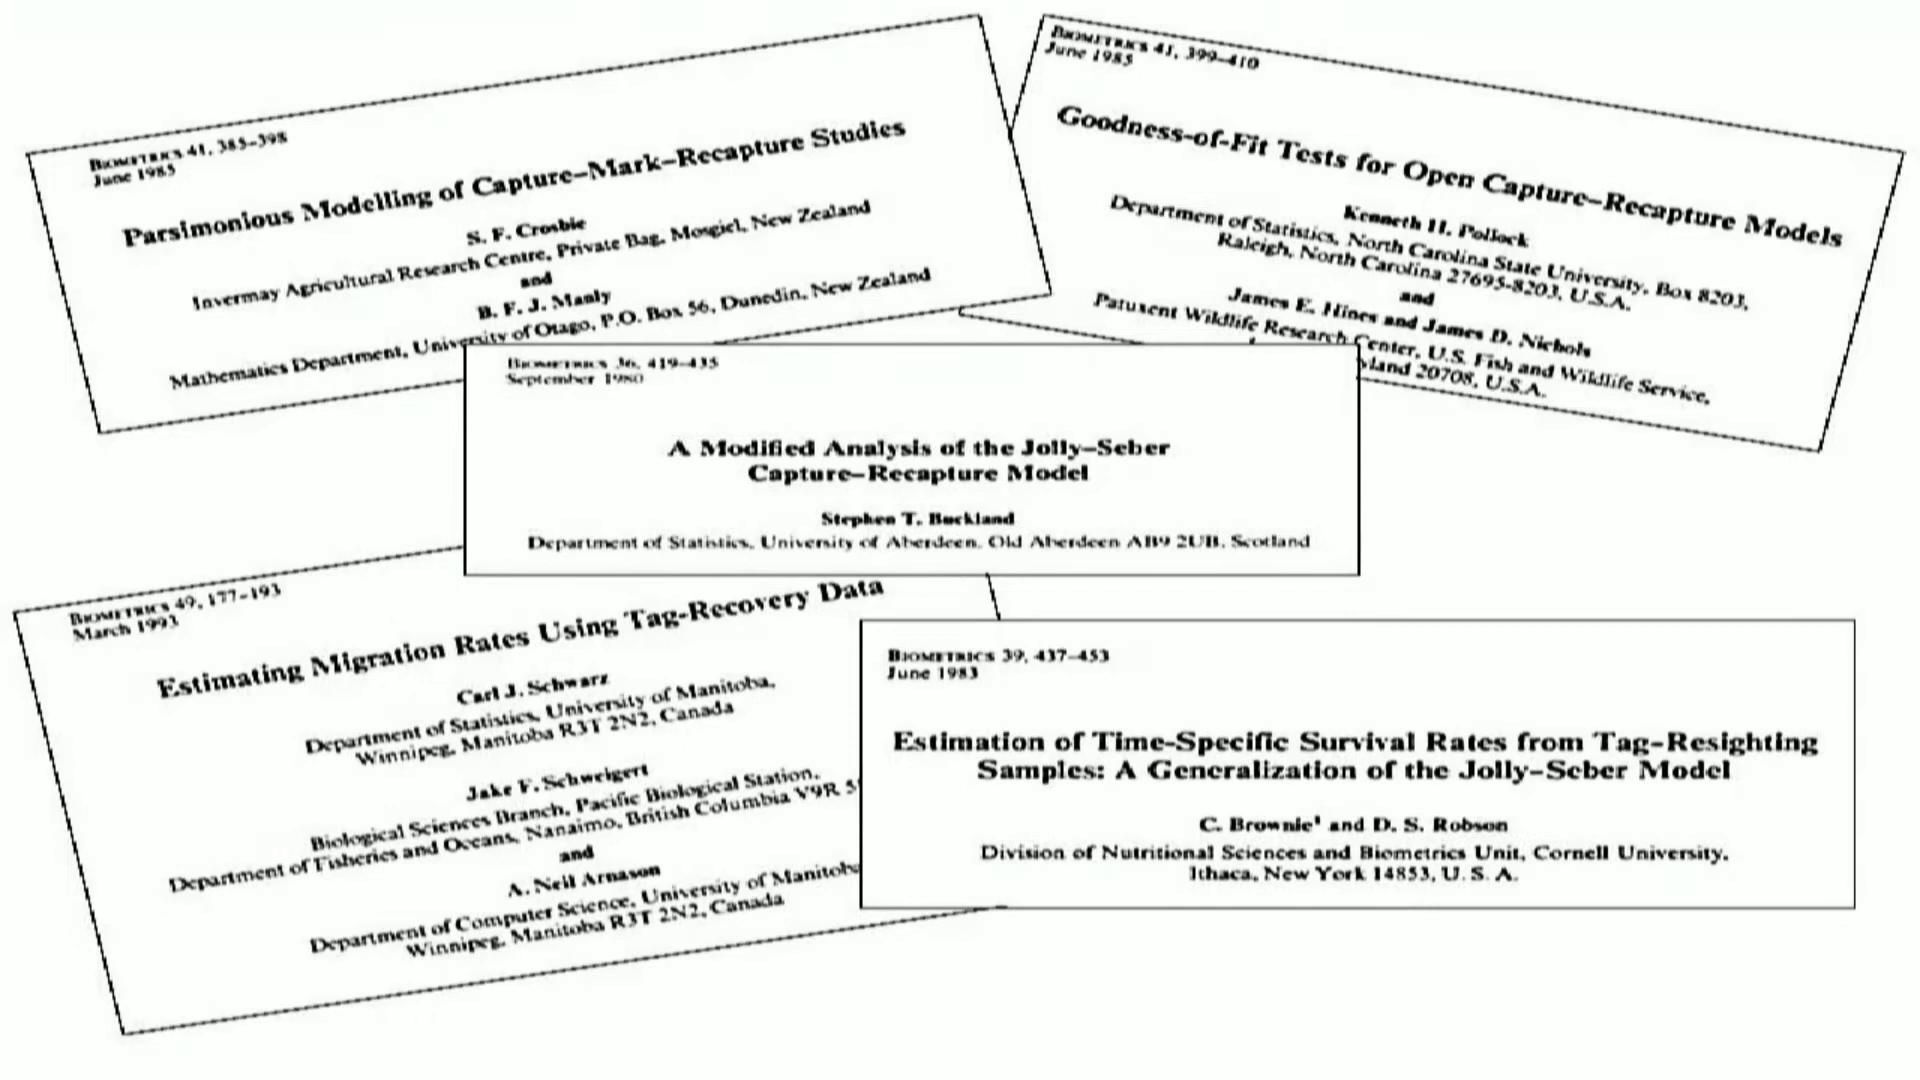 BIOMETRICS 41, 385–398
June 1985
Parsimonious Modelling of Capture–Mark–Recapture Studies
S. F. Crosbie
Invermay Agricultural Research Centre, Private Bag, Mosgiel, New Zealand
and
B. F. J. Manly
Mathematics Department, University of Otago, P.O. Box 56, Dunedin, New Zealand
BIOMETRICS 41, 399–410
June 1985
Goodness-of-Fit Tests for Open Capture–Recapture Models
Kenneth H. Pollock
Department of Statistics, North Carolina State University, Box 8203,
Raleigh, North Carolina 27695-8203, U.S.A.
and
James E. Hines and James D. Nichols
Patuxent Wildlife Research Center, U.S. Fish and Wildlife Service,
yland 20708, U.S.A.
BIOMETRICS 36, 419–435
September 1980
A Modified Analysis of the Jolly–Seber
Capture–Recapture Model
Stephen T. Buckland
Department of Statistics, University of Aberdeen, Old Aberdeen AB9 2UB, Scotland
BIOMETRICS 49, 177–193
March 1993
Estimating Migration Rates Using Tag-Recovery Data
Carl J. Schwarz
Department of Statistics, University of Manitoba,
Winnipeg, Manitoba R3T 2N2, Canada
Jake F. Schweigert
Biological Sciences Branch, Pacific Biological Station,
Department of Fisheries and Oceans, Nanaimo, British Columbia V9R 5
and
A. Neil Arnason
Department of Computer Science, University of Manitoba
Winnipeg, Manitoba R3T 2N2, Canada
BIOMETRICS 39, 437–453
June 1983
Estimation of Time-Specific Survival Rates from Tag-Resighting
Samples: A Generalization of the Jolly–Seber Model
C. Brownie¹ and D. S. Robson
Division of Nutritional Sciences and Biometrics Unit, Cornell University,
Ithaca, New York 14853, U. S. A.